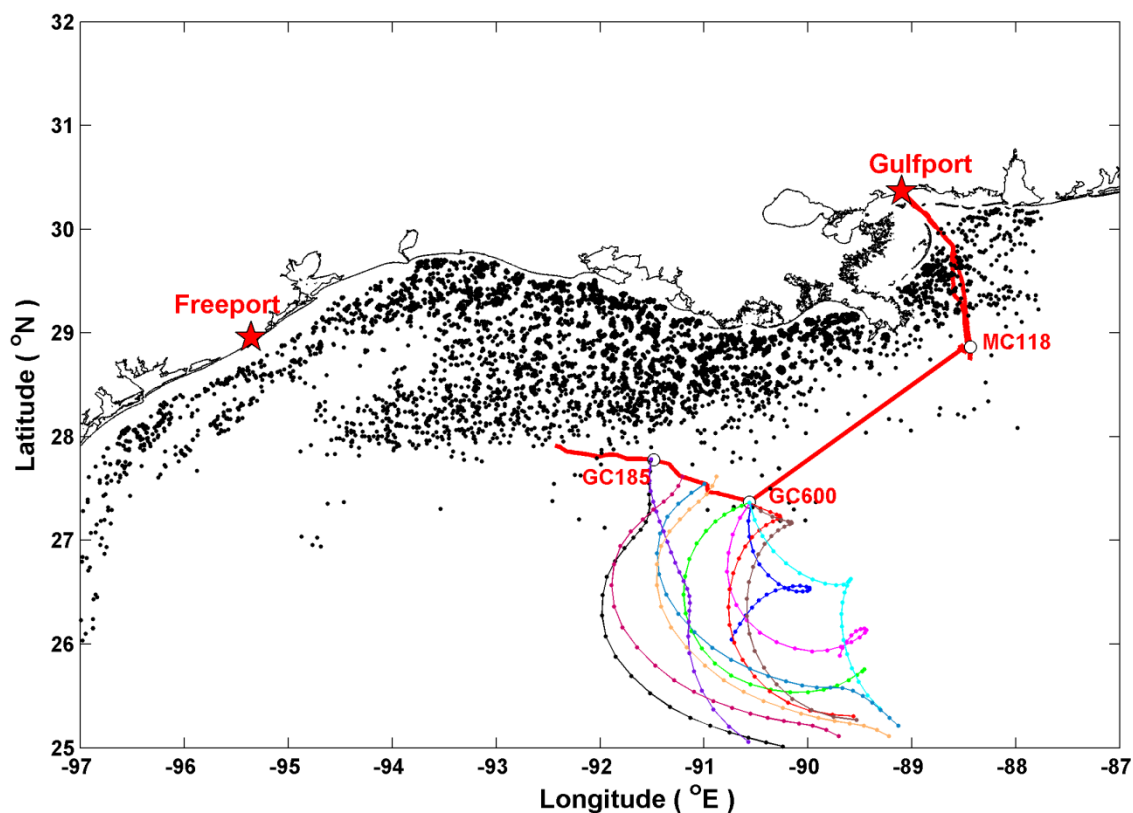 32
31
30
29
28
27
26
25
Latitude ( °N )
Gulfport
Freeport
MC118
GC185
GC600
-97 -96 -95 -94 -93 -92 -91 -90 -89 -88 -87
Longitude ( °E )